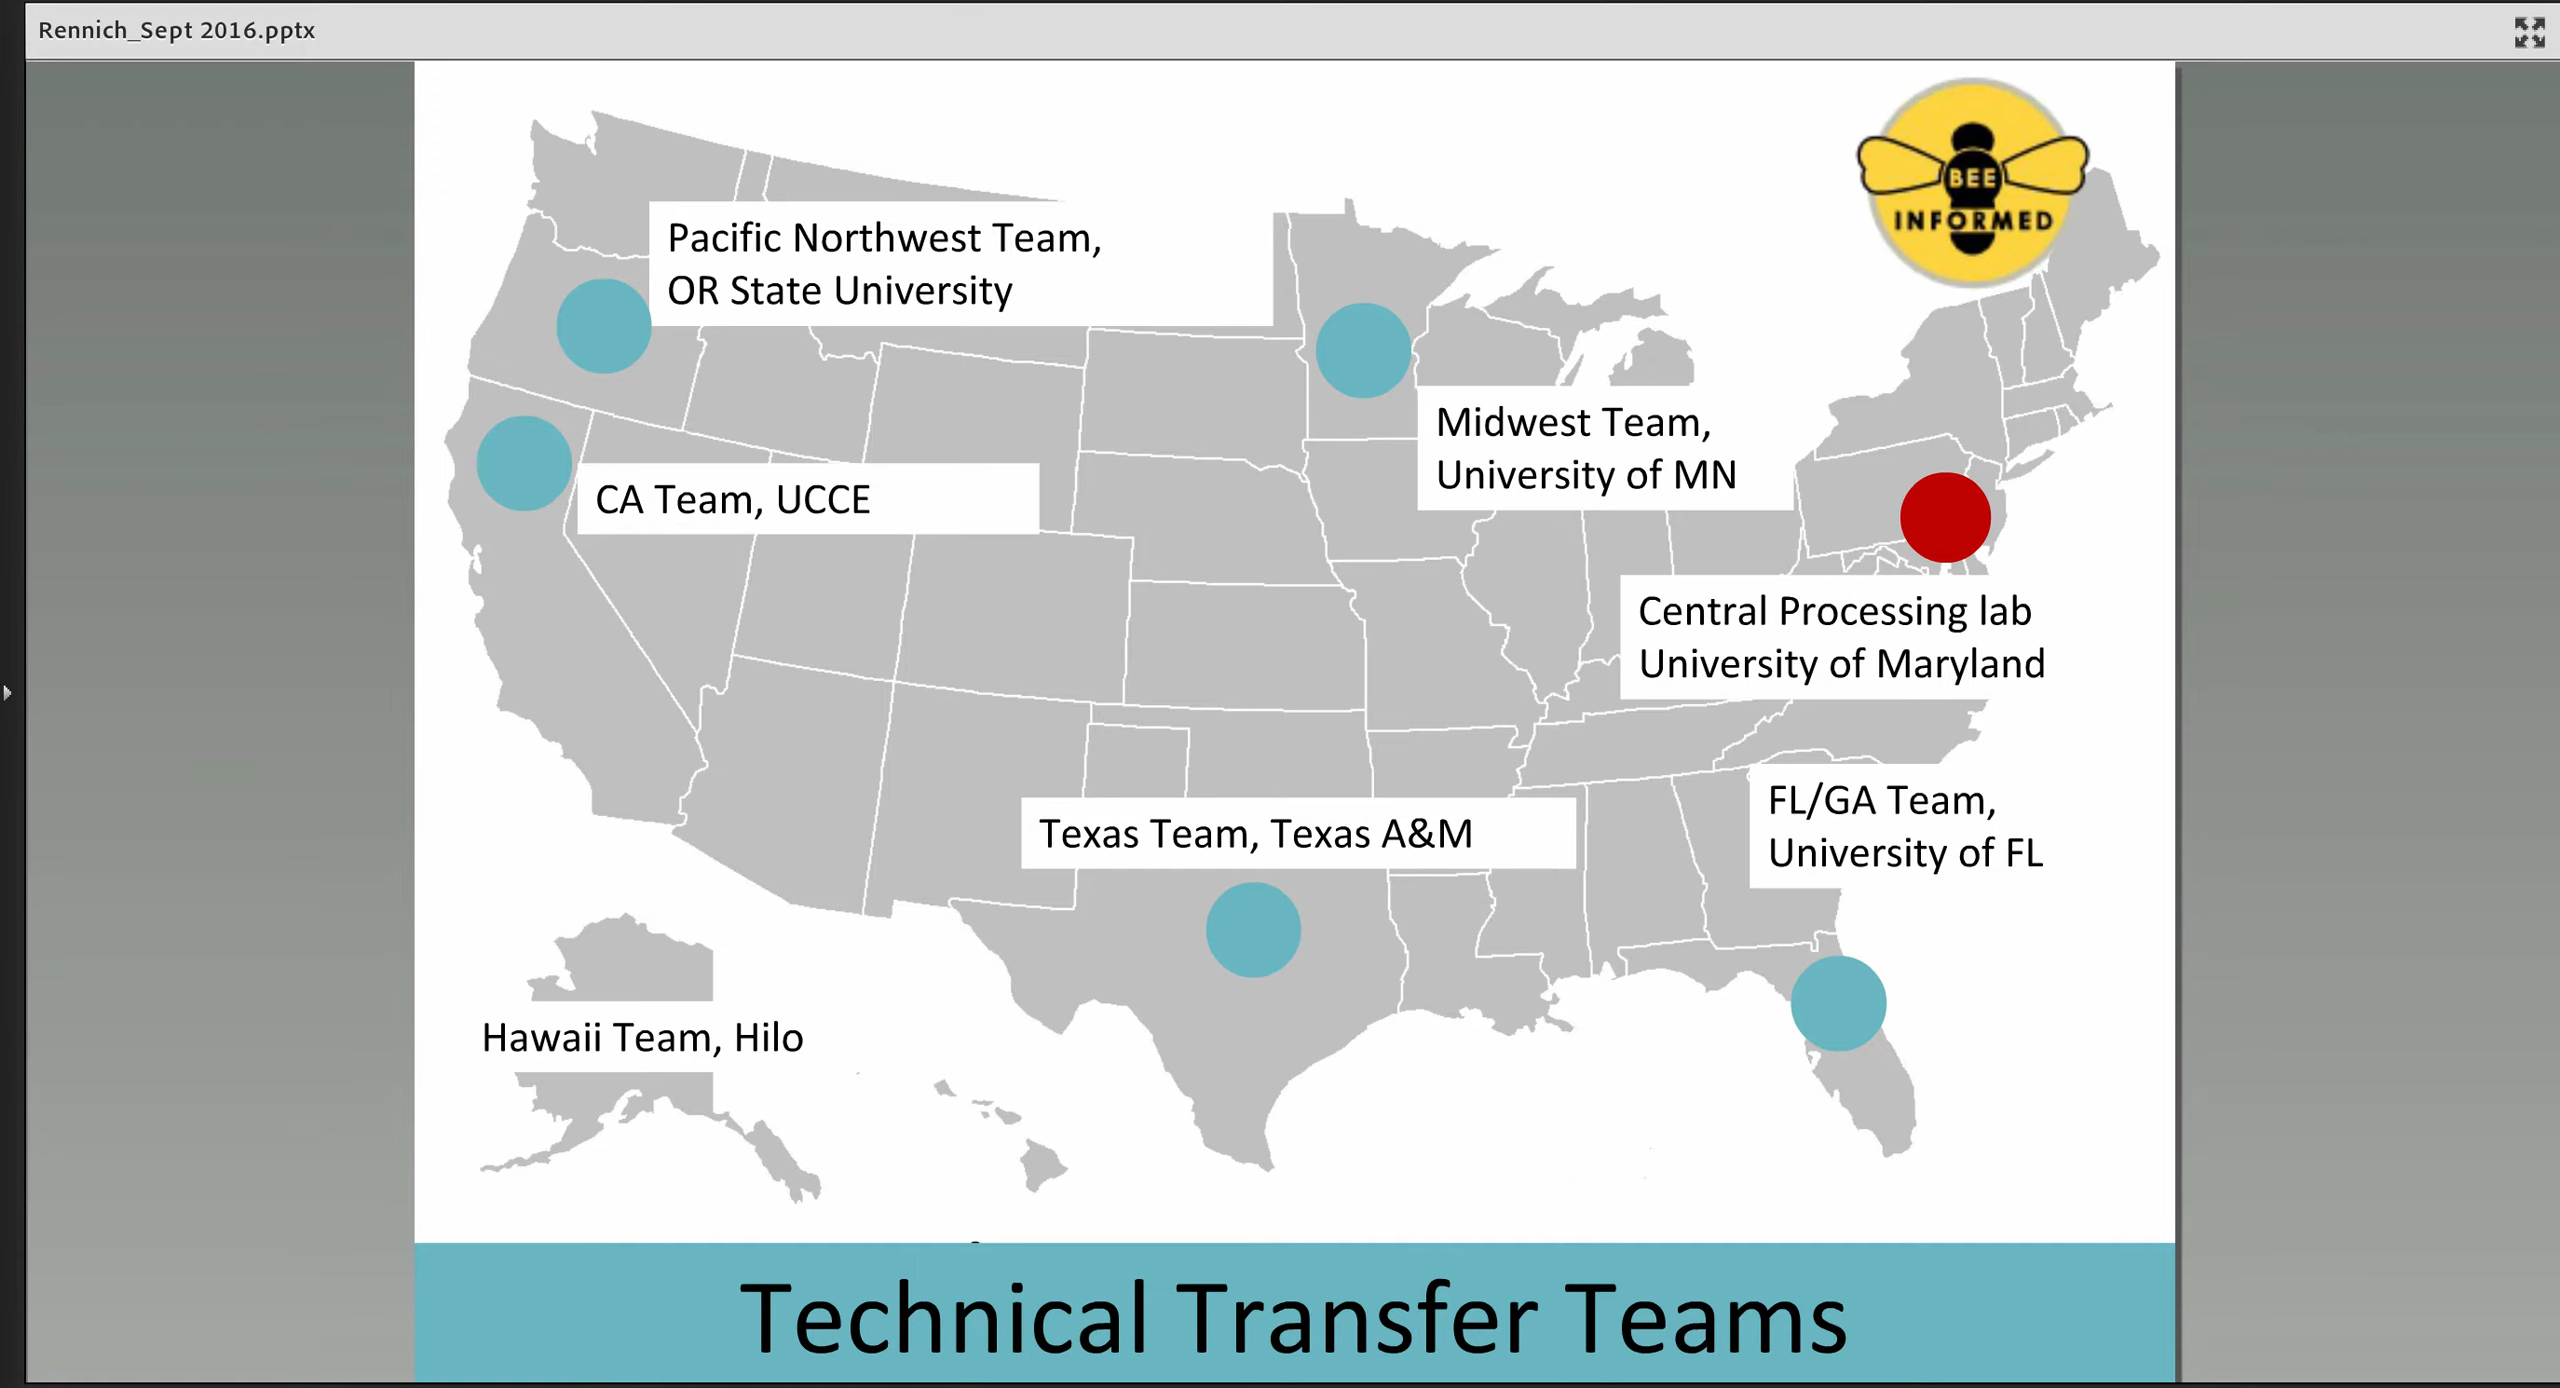 Rennich_Sept 2016.pptx
BEE
INFORMED
Pacific Northwest Team,
OR State University
Midwest Team,
University of MN
CA Team, UCCE
Central Processing lab
University of Maryland
Texas Team, Texas A&M
FL/GA Team,
University of FL
Hawaii Team, Hilo
Technical Transfer Teams